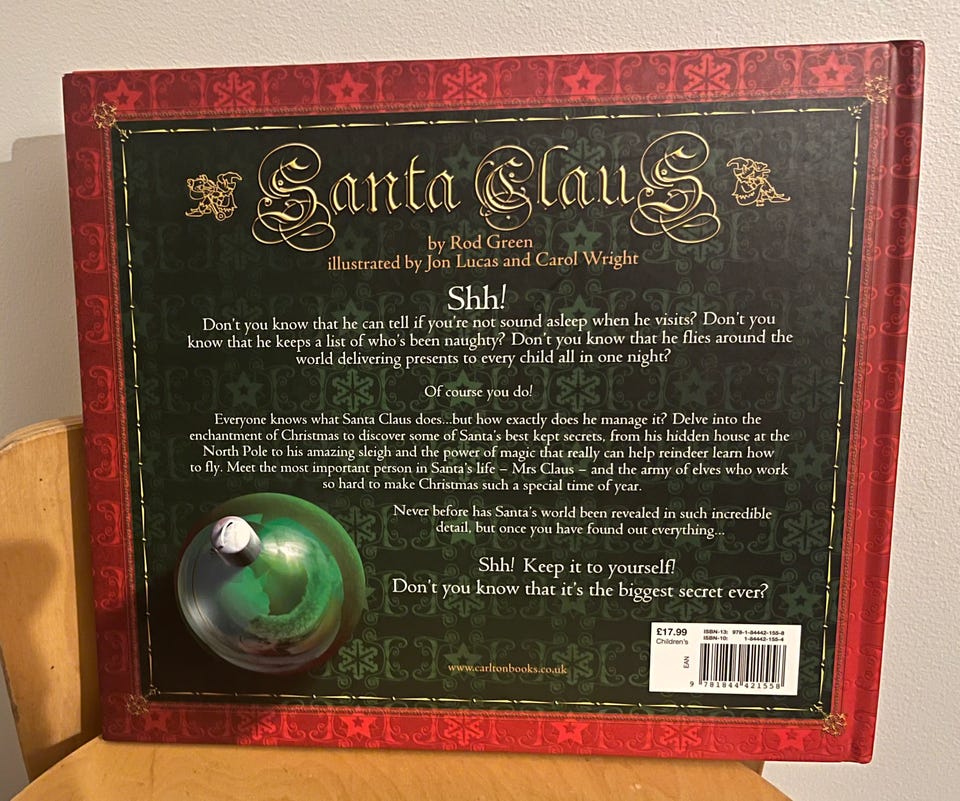 Santa Claus
by Rod Green
illustrated by Jon Lucas and Carol Wright
Shh!
Don't you know that he can tell if you're not sound asleep when he visits? Don't you
know that he keeps a list of who's been naughty? Don't you know that he flies around the
world delivering presents to every child all in one night?
Of course you do!
Everyone knows what Santa Claus does...but how exactly does he manage it? Delve into the
enchantment of Christmas to discover some of Santa's best kept secrets, from his hidden house at the
North Pole to his amazing sleigh and the power of magic that really can help reindeer learn how
to fly. Meet the most important person in Santa's life – Mrs Claus – and the army of elves who work
so hard to make Christmas such a special time of year.
Never before has Santa's world been revealed in such incredible
detail, but once you have found out everything...
Shh! Keep it to yourself!
Don't you know that it's the biggest secret ever?
www.carltonbooks.co.uk
£17.99
Children's
ISBN-13: 978-1-84442-155-8
ISBN-10: 1-84442-155-4
EAN
9 781844 421558